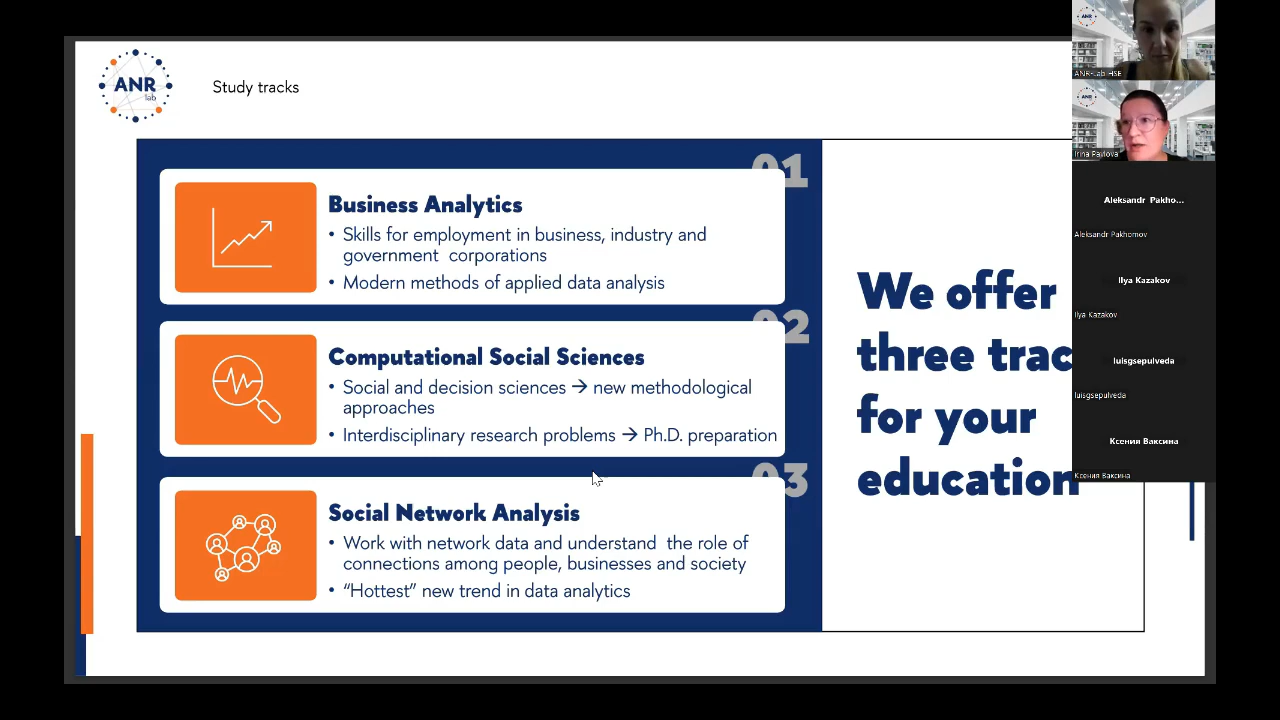 ANR
lab
Study tracks
01
Business Analytics
• Skills for employment in business, industry and
government corporations
• Modern methods of applied data analysis
02
Computational Social Sciences
• Social and decision sciences → new methodological
approaches
• Interdisciplinary research problems → Ph.D. preparation
03
Social Network Analysis
• Work with network data and understand the role of
connections among people, businesses and society
• “Hottest” new trend in data analytics
We offer
three trac
for your
education
ANR
ANR-Lab HSE
ANR
Irina Pavlova
Aleksandr Pakho...
Aleksandr Pakhomov
Ilya Kazakov
Ilya Kazakov
luisgsepulveda
luisgsepulveda
Ксения Ваксина
Ксения Ваксина